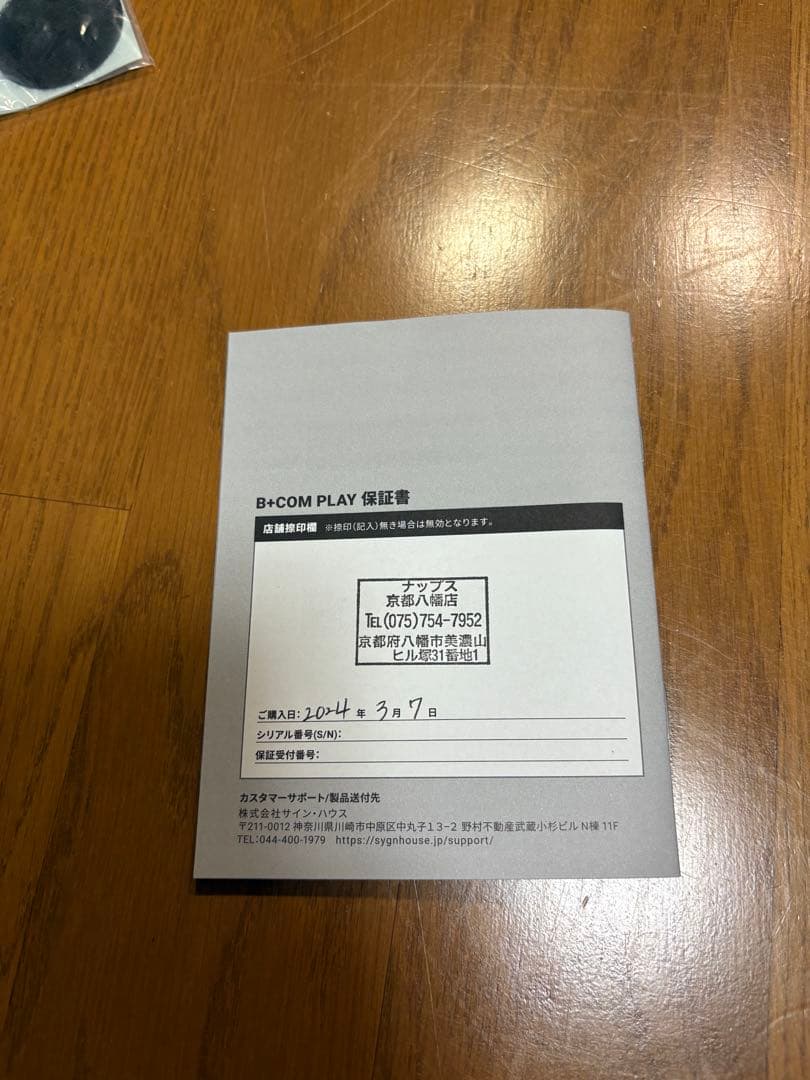 B+COM PLAY 保証書
店舗捺印欄 ※捺印(記入)無き場合は無効となります。
ナップス
京都八幡店
TEL(075)754-7952
京都府八幡市美濃山
ヒル塚31番地1
ご購入日: 2024 年 3 月 7 日
シリアル番号(S/N):
保証受付番号:
カスタマーサポート/製品送付先
株式会社サイン・ハウス
〒211-0012 神奈川県川崎市中原区中丸子13−2 野村不動産武蔵小杉ビル N棟 11F
TEL:044-400-1979 https://sygnhouse.jp/support/